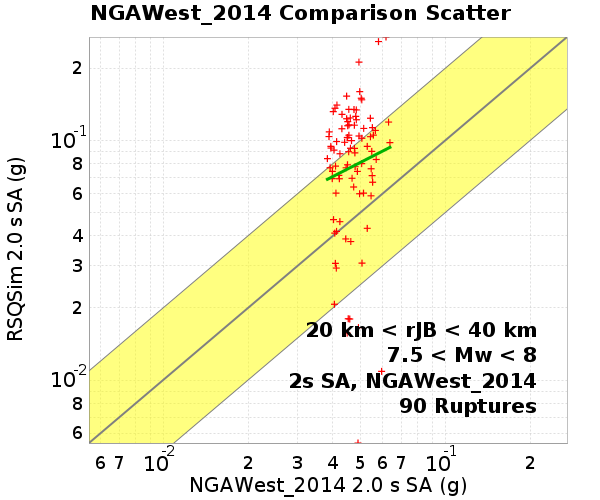 NGAWest_2014 Comparison Scatter
RSQSim 2.0 s SA (g)
2
10-1
8
6
4
2
10-2
8
6
20 km < rJB < 40 km
7.5 < Mw < 8
2s SA, NGAWest_2014
90 Ruptures
6 7 10-2 2 3 4 5 6 7 10-1 2
NGAWest_2014 2.0 s SA (g)